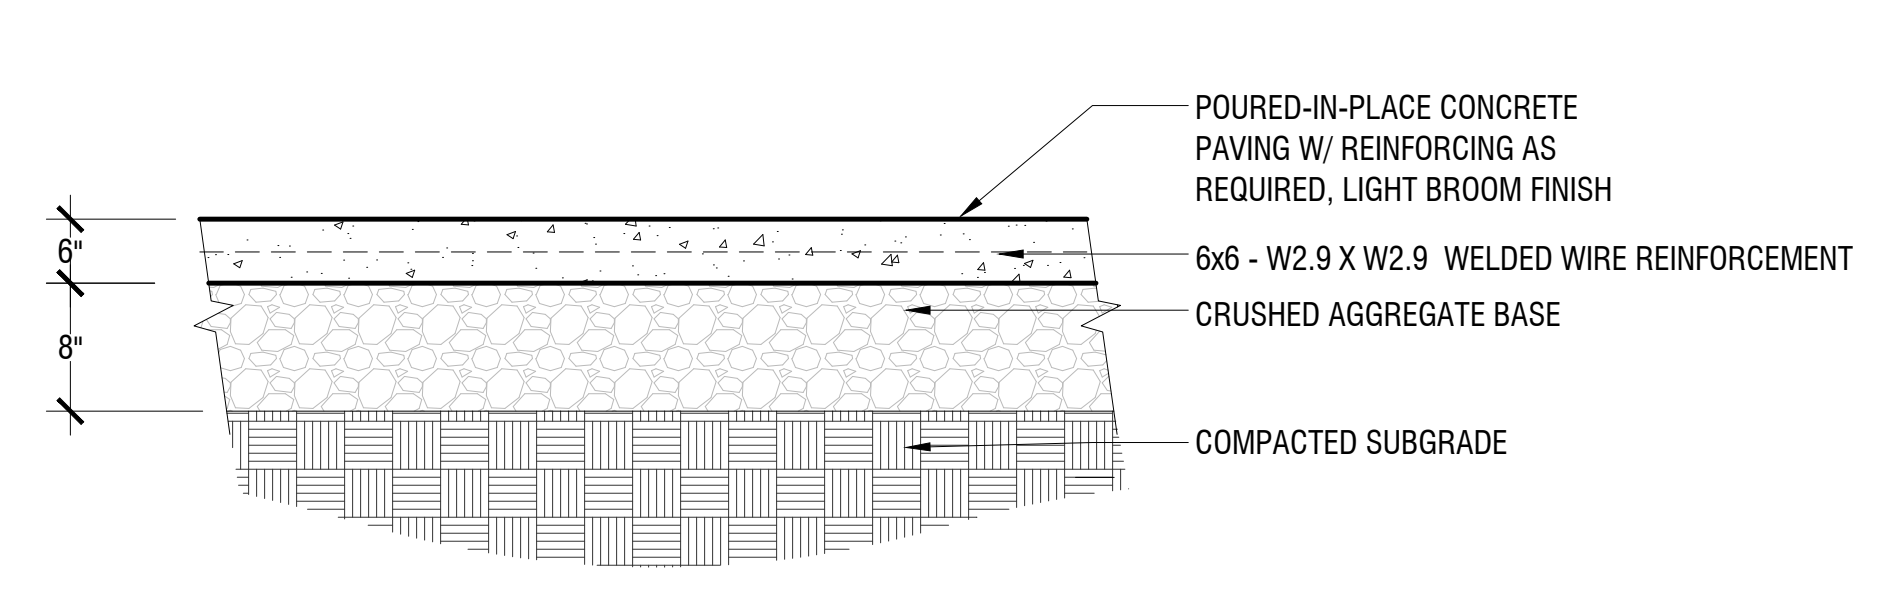 POURED-IN-PLACE CONCRETE
PAVING W/ REINFORCING AS
REQUIRED, LIGHT BROOM FINISH
6"
6x6 - W2.9 X W2.9 WELDED WIRE REINFORCEMENT
CRUSHED AGGREGATE BASE
8"
COMPACTED SUBGRADE